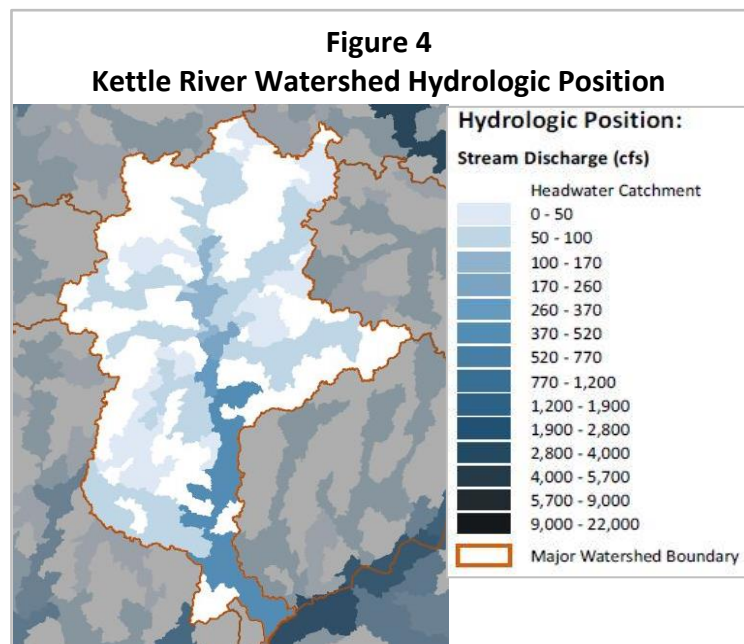 Figure 4
Kettle River Watershed Hydrologic Position
Hydrologic Position:
Stream Discharge (cfs)
Headwater Catchment
0 - 50
50 - 100
100 - 170
170 - 260
260 - 370
370 - 520
520 - 770
770 - 1,200
1,200 - 1,900
1,900 - 2,800
2,800 - 4,000
4,000 - 5,700
5,700 - 9,000
9,000 - 22,000
Major Watershed Boundary